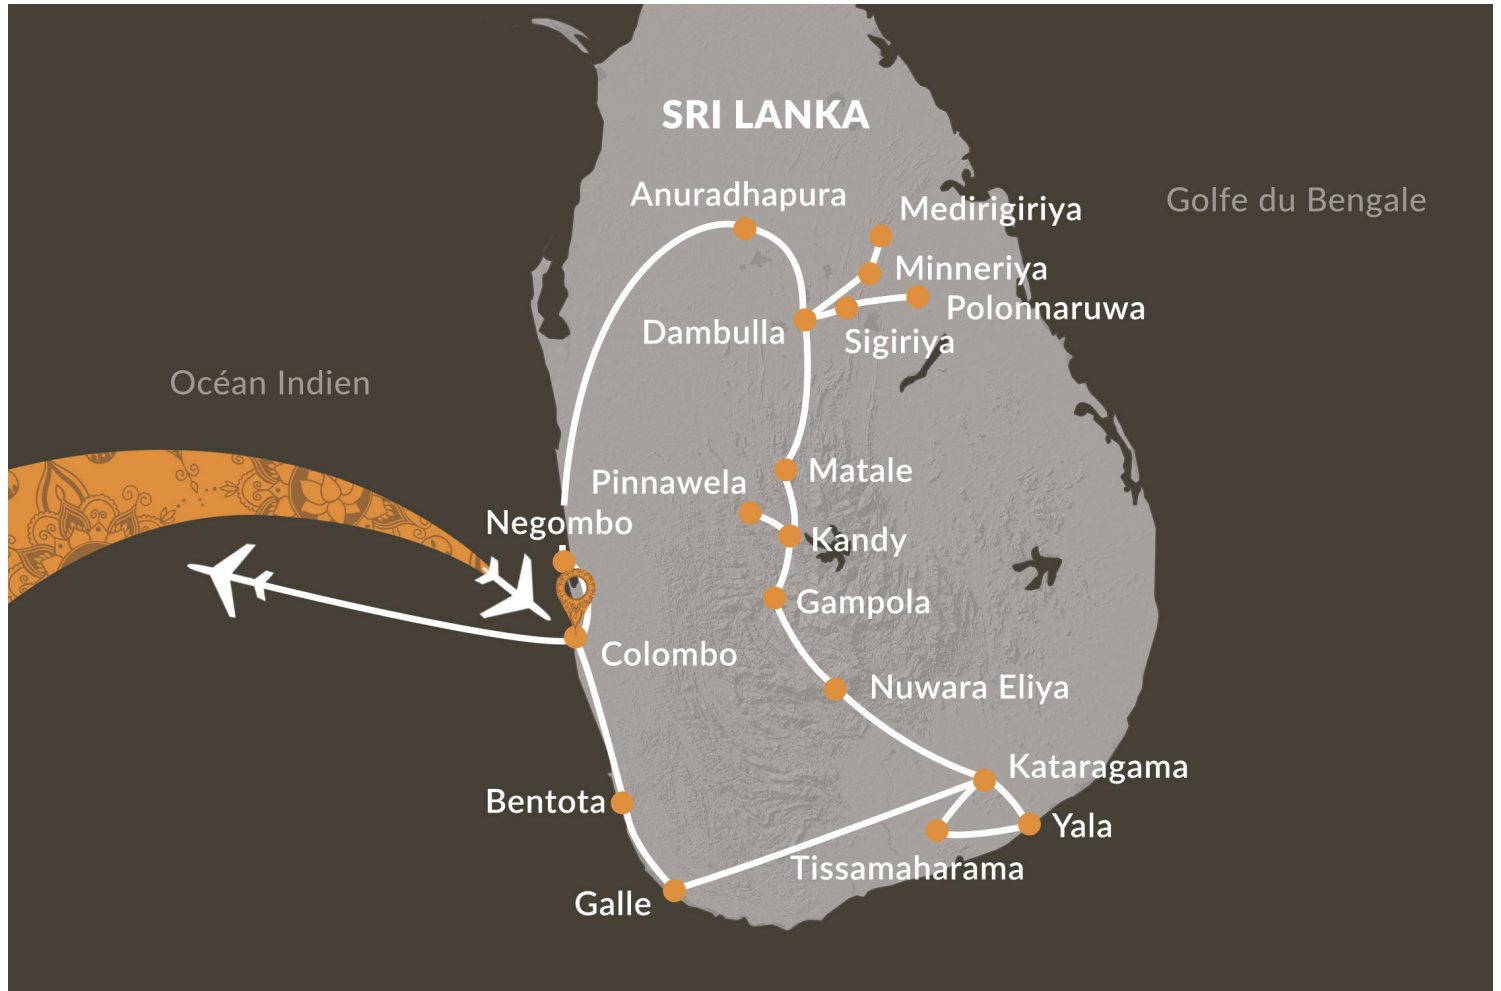 SRI LANKA
Anuradhapura
Medirigiriya
Golfe du Bengale
Minneriya
Polonnaruwa
Dambulla
Sigiriya
Océan Indien
Matale
Pinnawela
Negombo
Kandy
Gampola
Colombo
Nuwara Eliya
Kataragama
Bentota
Yala
Tissamaharama
Galle